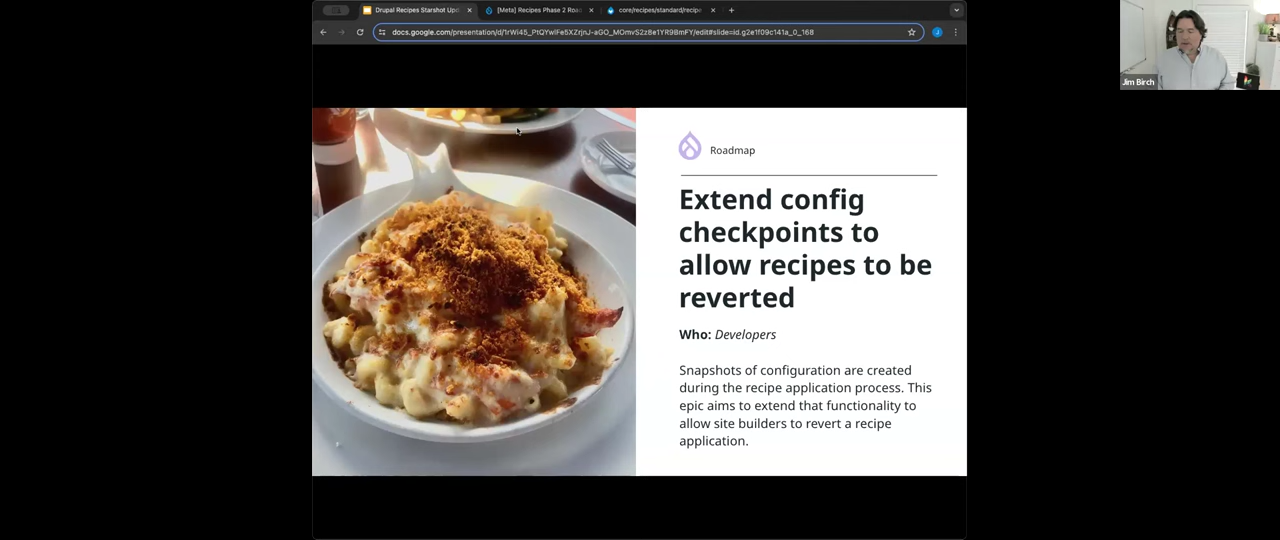 Drupal Recipes Starshot Upd
[Meta] Recipes Phase 2 Road
core/recipes/standard/recipe
docs.google.com/presentation/d/1rWi45_PtQYwlFe5XZrjnJ-aGO_MOmvS2z8e1YR9BmFY/edit#slide=id.g2e1f09c141a_0_168
J
Jim Birch
Roadmap
Extend config
checkpoints to
allow recipes to be
reverted
Who: Developers
Snapshots of configuration are created
during the recipe application process. This
epic aims to extend that functionality to
allow site builders to revert a recipe
application.